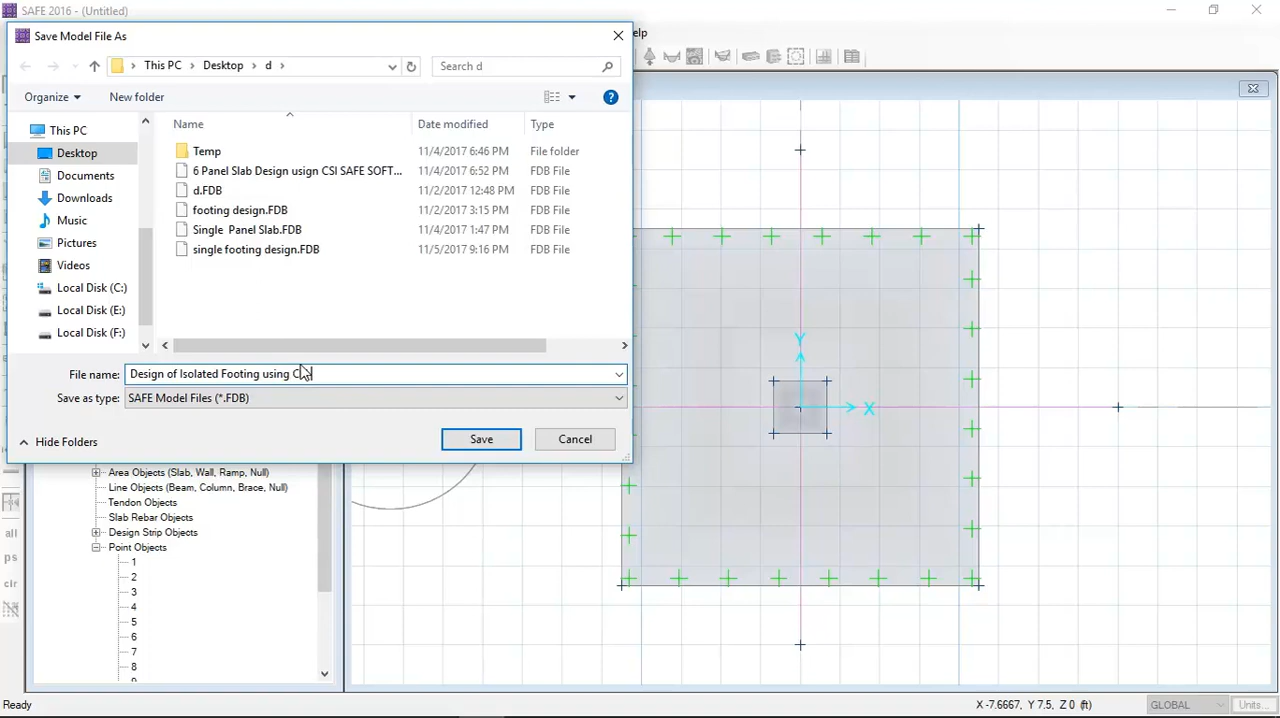 SAFE 2016 - (Untitled)
Save Model File As
This PC > Desktop > d >
Search d
Organize
New folder
Name
Date modified
Type
This PC
Desktop
Documents
Downloads
Music
Pictures
Videos
Local Disk (C:)
Local Disk (E:)
Local Disk (F:)
Temp 11/4/2017 6:46 PM File folder
6 Panel Slab Design usign CSI SAFE SOFT... 11/4/2017 6:52 PM FDB File
d.FDB 11/2/2017 12:48 PM FDB File
footing design.FDB 11/2/2017 3:15 PM FDB File
Single Panel Slab.FDB 11/4/2017 1:47 PM FDB File
single footing design.FDB 11/5/2017 9:16 PM FDB File
File name: Design of Isolated Footing using
Save as type: SAFE Model Files (*.FDB)
Hide Folders
Save
Cancel
Area Objects (Slab, Wall, Ramp, Null)
Line Objects (Beam, Column, Brace, Null)
Tendon Objects
Slab Rebar Objects
Design Strip Objects
Point Objects
1
2
3
4
5
6
7
8
all
ps
clr
Y
X
Ready
X -7.6667, Y 7.5, Z 0 (ft)
GLOBAL
Units...